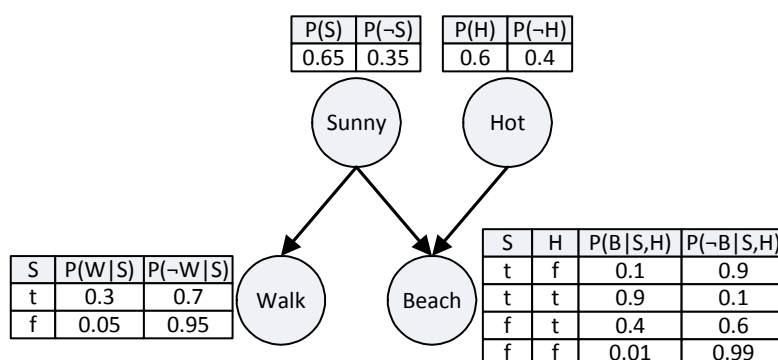 P(S) P(¬S) P(H) P(¬H)
0.65 0.35 0.6 0.4
Sunny Hot
S H P(B|S,H) P(¬B|S,H)
S P(W|S) P(¬W|S) t f 0.1 0.9
t 0.3 0.7 Walk Beach t t 0.9 0.1
f 0.05 0.95 f t 0.4 0.6
f f 0.01 0.99